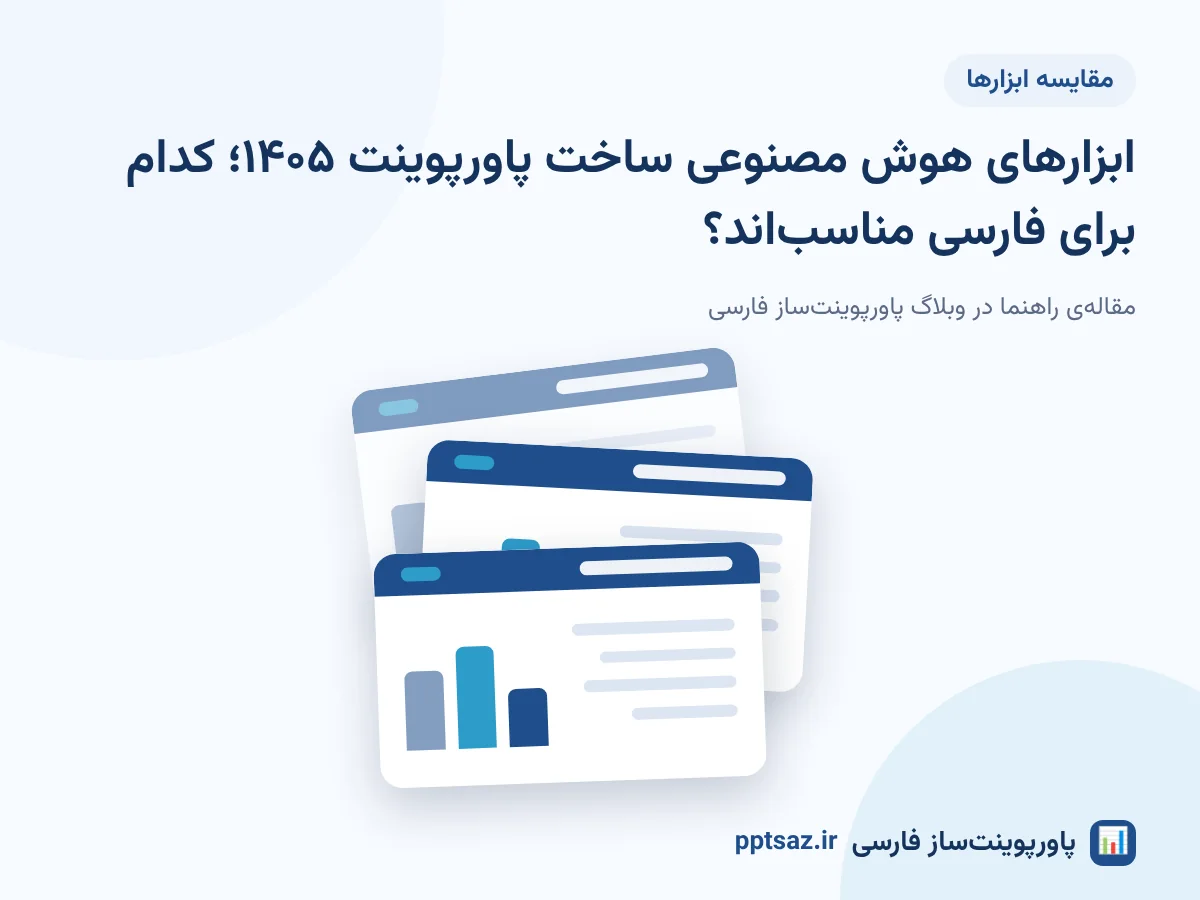 مقایسه ابزارها
ابزارهای هوش مصنوعی ساخت پاورپوینت ۱۴۰۵؛ کدام
برای فارسی مناسب‌اند؟
مقاله‌ی راهنما در وبلاگ پاورپوینت‌ساز فارسی
پاورپوینت‌ساز فارسی pptsaz.ir